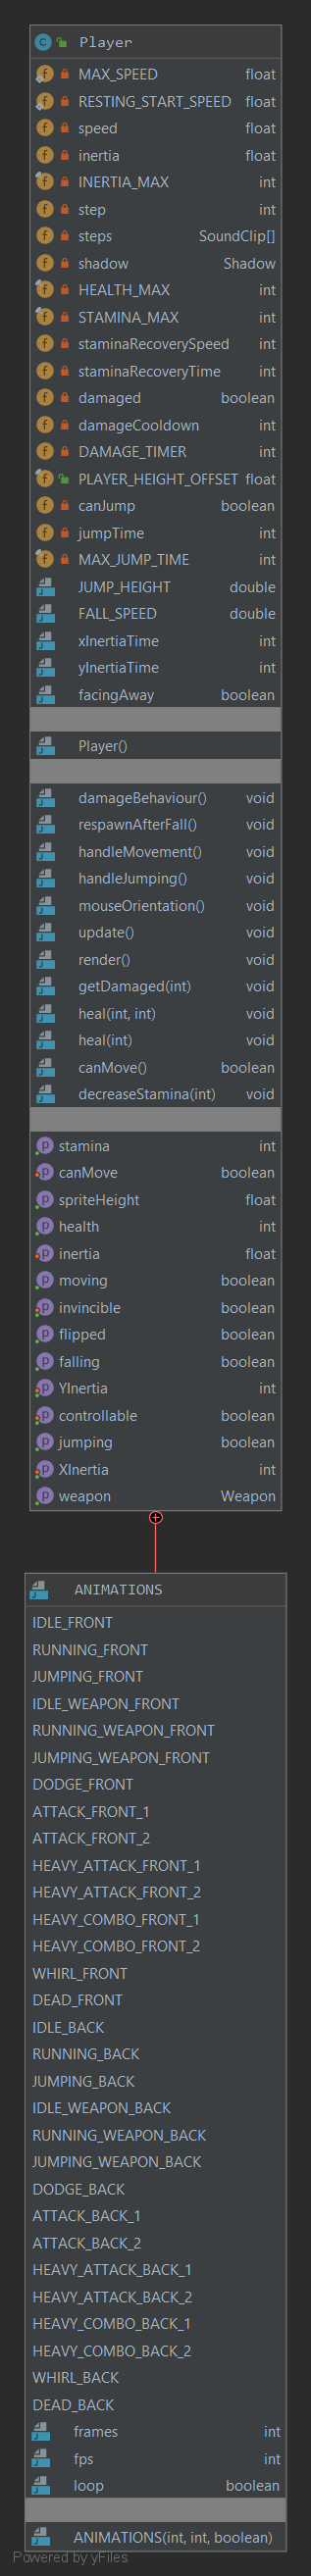 Player
MAX_SPEED float
RESTING_START_SPEED float
speed float
inertia float
INERTIA_MAX int
step int
steps SoundClip[]
shadow Shadow
HEALTH_MAX int
STAMINA_MAX int
staminaRecoverySpeed int
staminaRecoveryTime int
damaged boolean
damageCooldown int
DAMAGE_TIMER int
PLAYER_HEIGHT_OFFSET float
canJump boolean
jumpTime int
MAX_JUMP_TIME int
JUMP_HEIGHT double
FALL_SPEED double
xInertiaTime int
yInertiaTime int
facingAway boolean
Player()
damageBehaviour() void
respawnAfterFall() void
handleMovement() void
handleJumping() void
mouseOrientation() void
update() void
render() void
getDamaged(int) void
heal(int, int) void
heal(int) void
canMove() boolean
decreaseStamina(int) void
stamina int
canMove boolean
spriteHeight float
health int
inertia float
moving boolean
invincible boolean
flipped boolean
falling boolean
YInertia int
controllable boolean
jumping boolean
XInertia int
weapon Weapon
ANIMATIONS
IDLE_FRONT
RUNNING_FRONT
JUMPING_FRONT
IDLE_WEAPON_FRONT
RUNNING_WEAPON_FRONT
JUMPING_WEAPON_FRONT
DODGE_FRONT
ATTACK_FRONT_1
ATTACK_FRONT_2
HEAVY_ATTACK_FRONT_1
HEAVY_ATTACK_FRONT_2
HEAVY_COMBO_FRONT_1
HEAVY_COMBO_FRONT_2
WHIRL_FRONT
DEAD_FRONT
IDLE_BACK
RUNNING_BACK
JUMPING_BACK
IDLE_WEAPON_BACK
RUNNING_WEAPON_BACK
JUMPING_WEAPON_BACK
DODGE_BACK
ATTACK_BACK_1
ATTACK_BACK_2
HEAVY_ATTACK_BACK_1
HEAVY_ATTACK_BACK_2
HEAVY_COMBO_BACK_1
HEAVY_COMBO_BACK_2
WHIRL_BACK
DEAD_BACK
frames int
fps int
loop boolean
ANIMATIONS(int, int, boolean)
Powered by yFiles